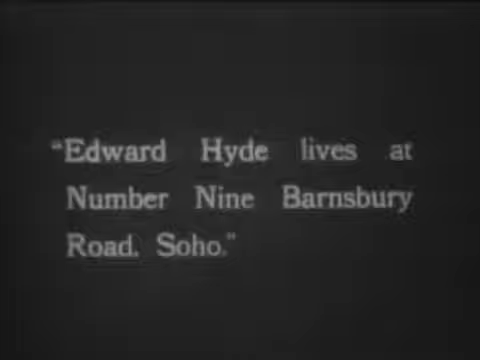 "Edward Hyde lives at
Number Nine Barnsbury
Road. Soho."